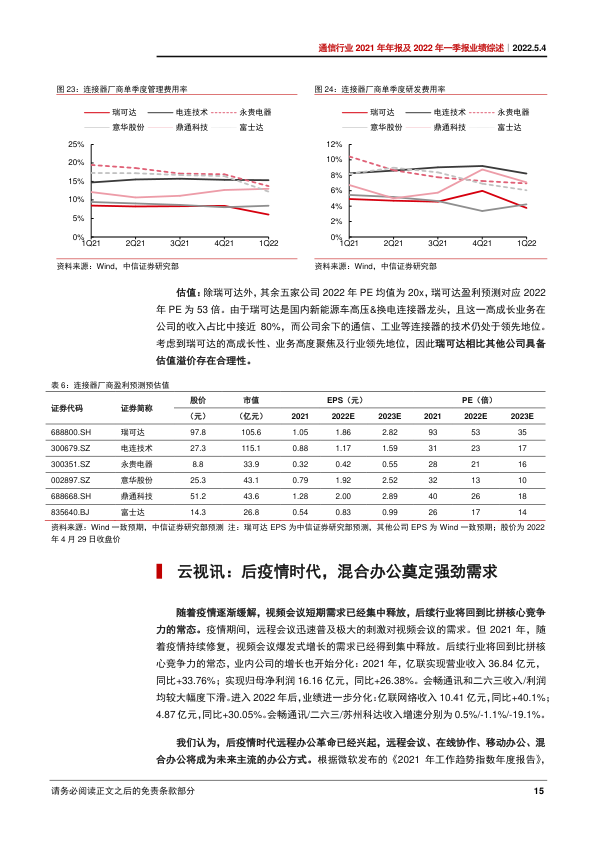 通信行业 2021 年年报及 2022 年一季报业绩综述｜2022.5.4
图 23：连接器厂商单季度管理费用率
瑞可达 电连技术 永贵电器
意华股份 鼎通科技 富士达
25%
20%
15%
10%
5%
0%
1Q21 2Q21 3Q21 4Q21 1Q22
资料来源：Wind，中信证券研究部
图 24：连接器厂商单季度研发费用率
瑞可达 电连技术 永贵电器
意华股份 鼎通科技 富士达
12%
10%
8%
6%
4%
2%
0%
1Q21 2Q21 3Q21 4Q21 1Q22
资料来源：Wind，中信证券研究部
估值：除瑞可达外，其余五家公司 2022 年 PE 均值为 20x，瑞可达盈利预测对应 2022
年 PE 为 53 倍。由于瑞可达是国内新能源车高压&换电连接器龙头，且这一高成长业务在
公司的收入占比中接近 80%，而公司余下的通信、工业等连接器的技术仍处于领先地位。
考虑到瑞可达的高成长性、业务高度聚焦及行业领先地位，因此瑞可达相比其他公司具备
估值溢价存在合理性。
表 6：连接器厂商盈利预测预估值
证券代码 证券简称 股价 市值 EPS（元） PE（倍）
（元） （亿元） 2021 2022E 2023E 2021 2022E 2023E
688800.SH 瑞可达 97.8 105.6 1.05 1.86 2.82 93 53 35
300679.SZ 电连技术 27.3 115.1 0.88 1.17 1.59 31 23 17
300351.SZ 永贵电器 8.8 33.9 0.32 0.42 0.55 28 21 16
002897.SZ 意华股份 25.3 43.1 0.79 1.92 2.52 32 13 10
688668.SH 鼎通科技 51.2 43.6 1.28 2.00 2.89 40 26 18
835640.BJ 富士达 14.3 26.8 0.54 0.83 0.99 26 17 14
资料来源：Wind 一致预期，中信证券研究部预测 注：瑞可达 EPS 为中信证券研究部预测，其他公司 EPS 为 Wind 一致预期；股价为 2022
年 4 月 29 日收盘价
云视讯：后疫情时代，混合办公奠定强劲需求
随着疫情逐渐缓解，视频会议短期需求已经集中释放，后续行业将回到比拼核心竞争
力的常态。疫情期间，远程会议迅速普及极大的刺激对视频会议的需求。但 2021 年，随
着疫情持续修复，视频会议爆发式增长的需求已经得到集中释放。后续行业将回到比拼核
心竞争力的常态，业内公司的增长也开始分化：2021 年，亿联实现营业收入 36.84 亿元，
同比+33.76%；实现归母净利润 16.16 亿元，同比+26.38%。会畅通讯和二六三收入/利润
均较大幅度下滑。进入 2022 年后，业绩进一步分化：亿联网络收入 10.41 亿元，同比+40.1%；
4.87 亿元，同比+30.05%。会畅通讯/二六三/苏州科达收入增速分别为 0.5%/-1.1%/-19.1%。
我们认为，后疫情时代远程办公革命已经兴起，远程会议、在线协作、移动办公、混
合办公将成为未来主流的办公方式。根据微软发布的《2021 年工作趋势指数年度报告》，
请务必阅读正文之后的免责条款部分 15